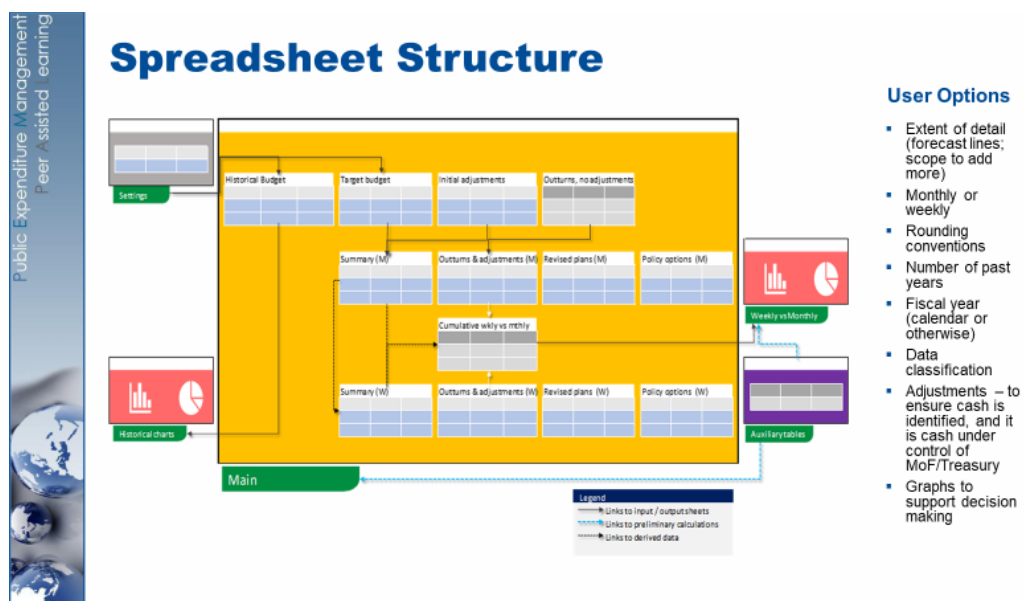 Public Expenditure Management
Peer Assisted Learning
Spreadsheet Structure
Settings
Historical Budget
Target budget
Initial adjustments
Outturns, no adjustments
Summary (M)
Outturns & adjustments (M)
Revised plans (M)
Policy options (M)
Cumulative wkly vs mthly
Weekly vs Monthly
Summary (W)
Outturns & adjustments (W)
Revised plans (W)
Policy options (W)
Historical charts
Auxiliary tables
Main
Legend
Links to input / output sheets
Links to preliminary calculations
Links to derived data
User Options
Extent of detail
(forecast lines;
scope to add
more)
Monthly or
weekly
Rounding
conventions
Number of past
years
Fiscal year
(calendar or
otherwise)
Data
classification
Adjustments – to
ensure cash is
identified, and it
is cash under
control of
MoF/Treasury
Graphs to
support decision
making